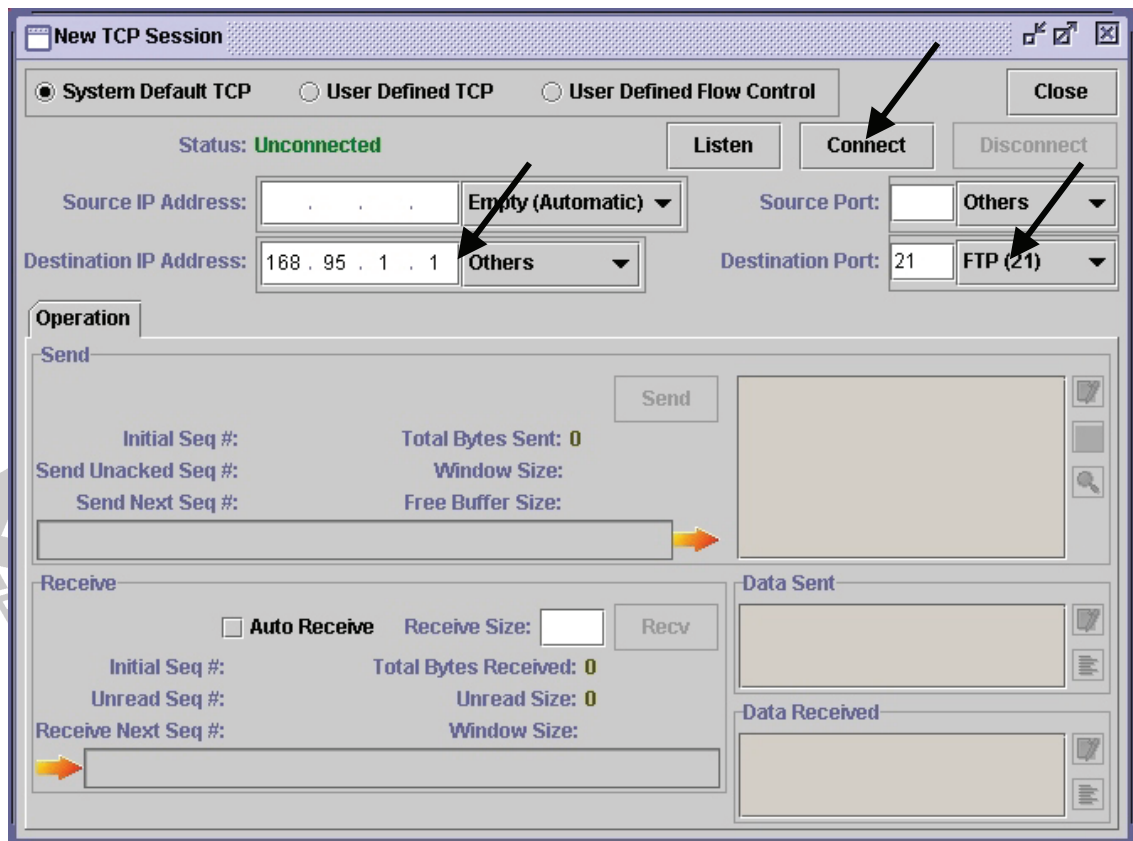 New TCP Session
System Default TCP User Defined TCP User Defined Flow Control Close
Status: Unconnected Listen Connect Disconnect
Source IP Address: . . . Empty (Automatic) Source Port: Others
Destination IP Address: 168 . 95 . 1 . 1 Others Destination Port: 21 FTP (21)
Operation
Send
Send
Initial Seq #: Total Bytes Sent: 0
Send Unacked Seq #: Window Size:
Send Next Seq #: Free Buffer Size:
Receive Data Sent
Auto Receive Receive Size: Recv
Initial Seq #: Total Bytes Received: 0
Unread Seq #: Unread Size: 0
Data Received
Receive Next Seq #: Window Size: